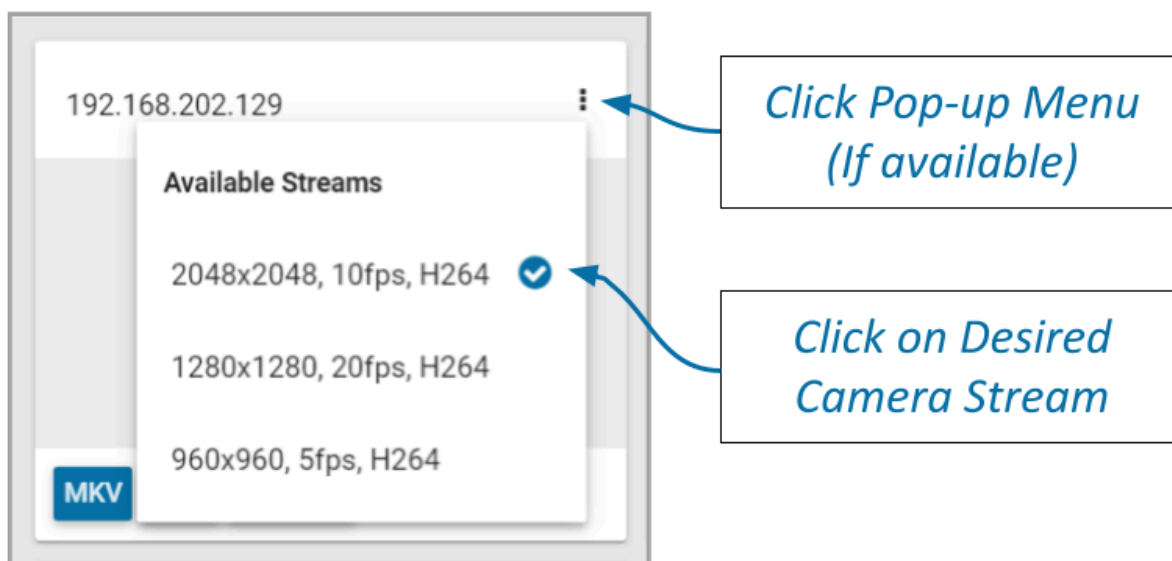 192.168.202.129
Click Pop-up Menu
(If available)
Available Streams
2048x2048, 10fps, H264
1280x1280, 20fps, H264
Click on Desired
Camera Stream
960x960, 5fps, H264
MKV